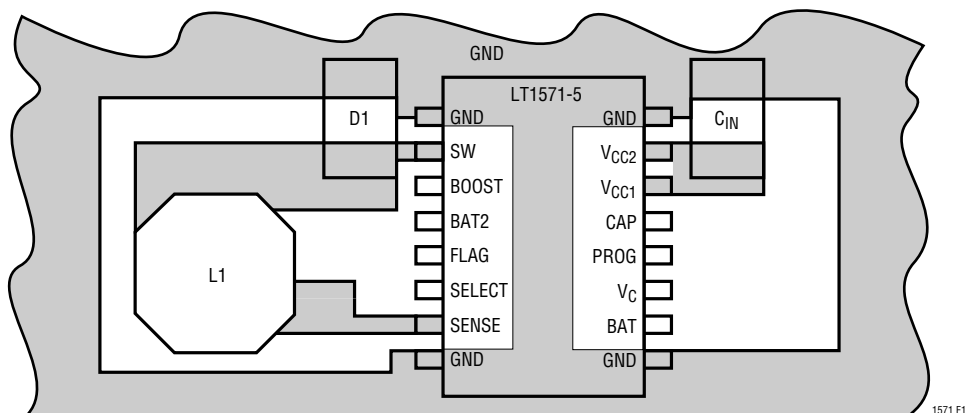 GND
LT1571-5
D1
GND
GND
C_IN
SW
V_CC2
BOOST
V_CC1
BAT2
CAP
FLAG
PROG
L1
SELECT
V_C
SENSE
BAT
GND
GND
1571 F1